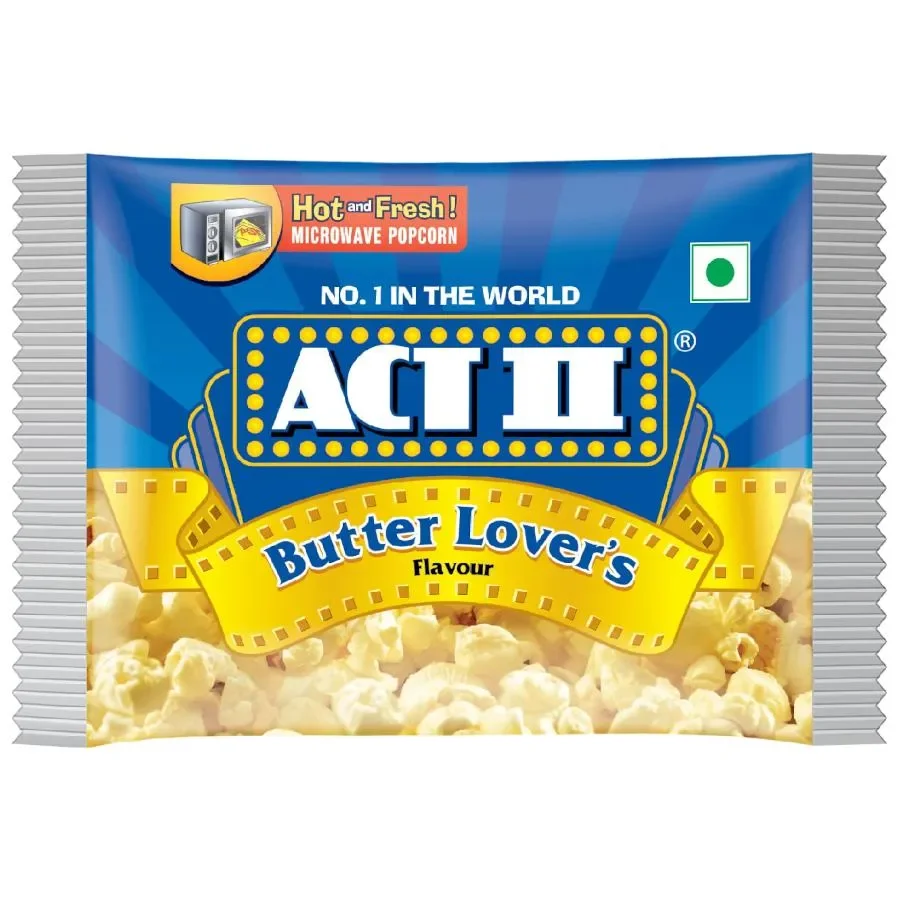 Hot and Fresh!
MICROWAVE POPCORN
NO. 1 IN THE WORLD
ACT II ®
Butter Lover's
Flavour